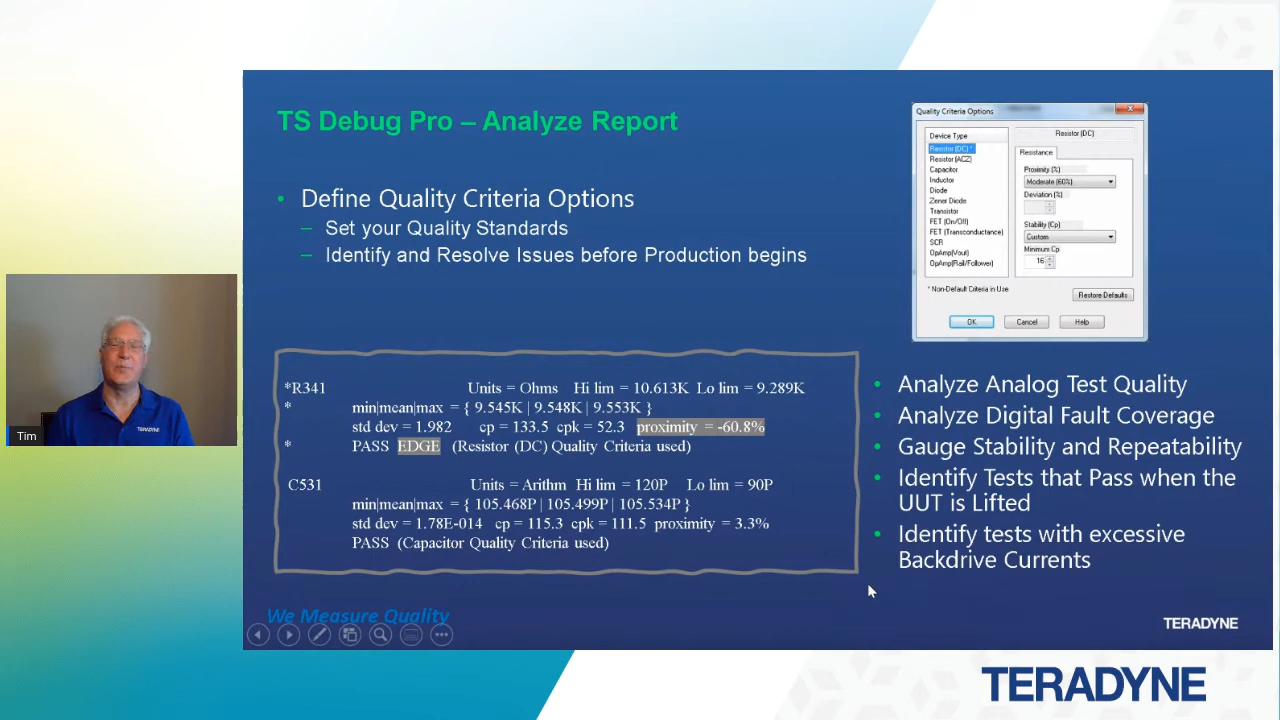 TERADYNE
TS Debug Pro – Analyze Report
• Define Quality Criteria Options
– Set your Quality Standards
– Identify and Resolve Issues before Production begins
Quality Criteria Options
Device Type
Resistor (DC) *
Resistor (ACZ)
Capacitor
Inductor
Diode
Zener Diode
Transistor
FET (On/Off)
FET (Transconductance)
SCR
OpAmp(Vout)
OpAmp(Rail/Follower)
Resistor (DC)
Resistance
Proximity (%)
Moderate (60%)
Deviation (%)
Stability (Cp)
Custom
Minimum Cp
16
* Non-Default Criteria in Use
Restore Defaults
OK Cancel Help
*R341 Units = Ohms Hi lim = 10.613K Lo lim = 9.289K
* min|mean|max = { 9.545K | 9.548K | 9.553K }
std dev = 1.982 cp = 133.5 cpk = 52.3 proximity = -60.8%
* PASS EDGE (Resistor (DC) Quality Criteria used)
C531 Units = Arithm Hi lim = 120P Lo lim = 90P
min|mean|max = { 105.468P | 105.499P | 105.534P }
std dev = 1.78E-014 cp = 115.3 cpk = 111.5 proximity = 3.3%
PASS (Capacitor Quality Criteria used)
• Analyze Analog Test Quality
• Analyze Digital Fault Coverage
• Gauge Stability and Repeatability
• Identify Tests that Pass when the
UUT is Lifted
• Identify tests with excessive
Backdrive Currents
Tim
TERADYNE
We Measure Quality
TERADYNE
TERADYNE